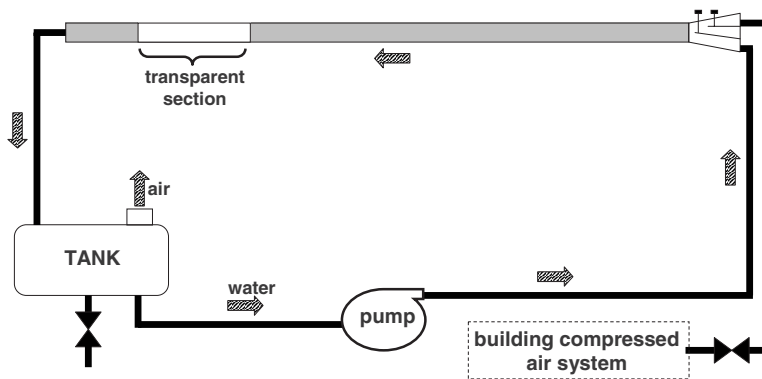 transparent
section
air
TANK
water
pump
building compressed
air system